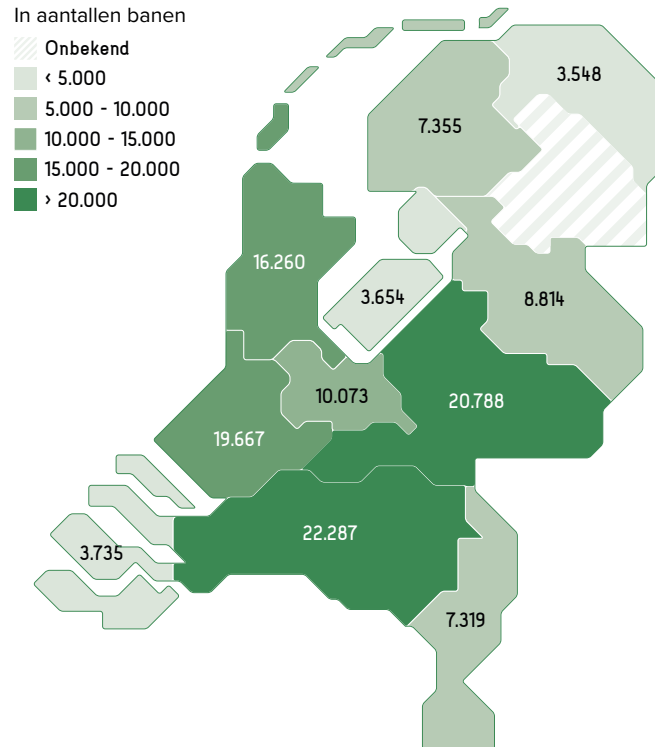 In aantallen banen
Onbekend
< 5.000
5.000 - 10.000
10.000 - 15.000
15.000 - 20.000
> 20.000
3.548
7.355
16.260
3.654
8.814
10.073
20.788
19.667
22.287
3.735
7.319